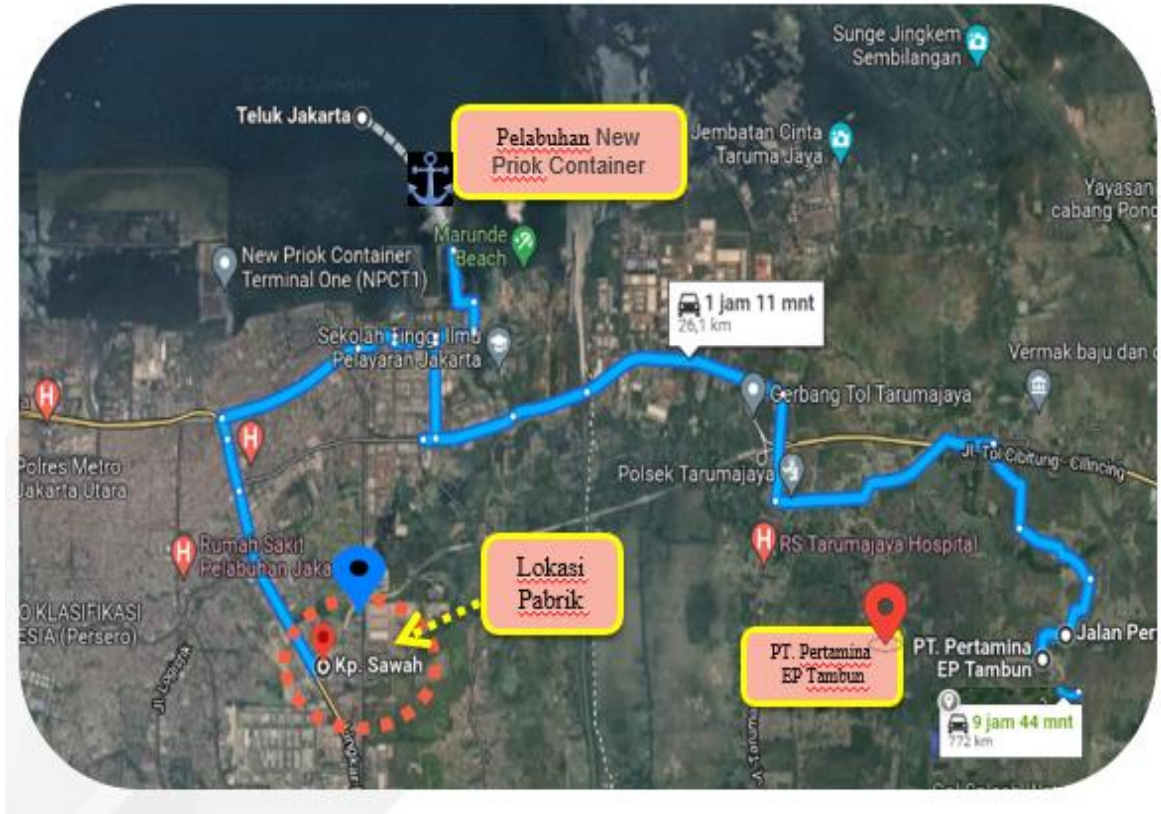 Sunge Jingkem
Sembilangan
Teluk Jakarta
Pelabuhan New
Priok Container
Jembatan Cinta
Taruma Jaya
Yayasan
cabang Pond
Marunde
Beach
New Priok Container
Terminal One (NPCT1)
1 jam 11 mnt
26,1 km
Sekolah Tinggi Ilmu
Pelayaran Jakarta
Vermak baju dan
Gerbang Tol Tarumajaya
H
H
Polres Metro
Jakarta Utara
Jl. Tol Cibitung - Cilincing
Polsek Tarumajaya
H
Rumah Sakit
Pelabuhan Jaka
H
RS Tarumajaya Hospital
Lokasi
Pabrik
O KLASIFIKASI
ESIA (Persero)
Kp. Sawah
PT. Pertamina
EP Tambun
PT. Pertamina
EP Tambun
Jalan Per
9 jam 44 mnt
772 km